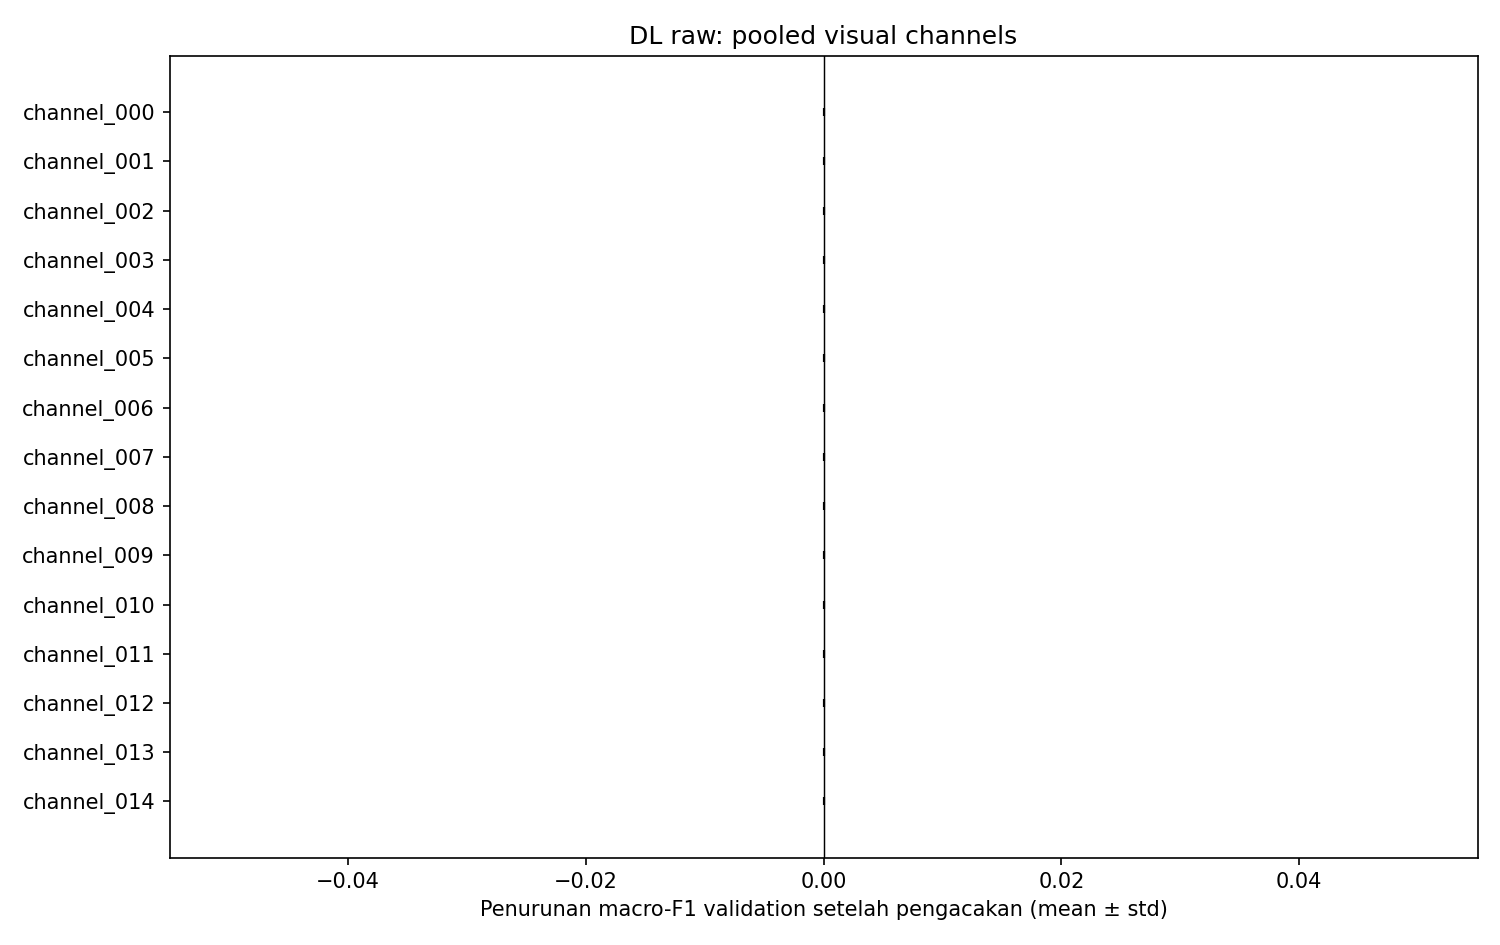 DL raw: pooled visual channels
channel_000
channel_001
channel_002
channel_003
channel_004
channel_005
channel_006
channel_007
channel_008
channel_009
channel_010
channel_011
channel_012
channel_013
channel_014
−0.04 −0.02 0.00 0.02 0.04
Penurunan macro-F1 validation setelah pengacakan (mean ± std)